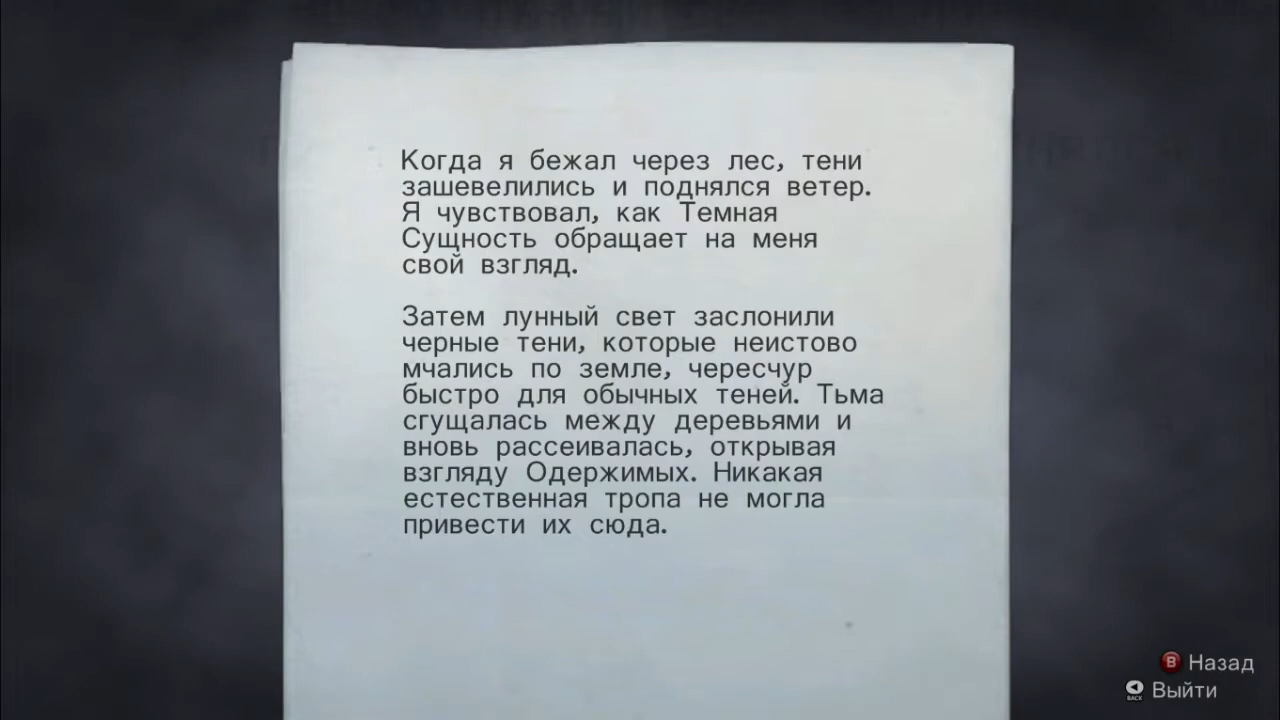 Когда я бежал через лес, тени
зашевелились и поднялся ветер.
Я чувствовал, как Темная
Сущность обращает на меня
свой взгляд.
Затем лунный свет заслонили
черные тени, которые неистово
мчались по земле, чересчур
быстро для обычных теней. Тьма
сгущалась между деревьями и
вновь рассеивалась, открывая
взгляду Одержимых. Никакая
естественная тропа не могла
привести их сюда.
B Назад
BACK Выйти